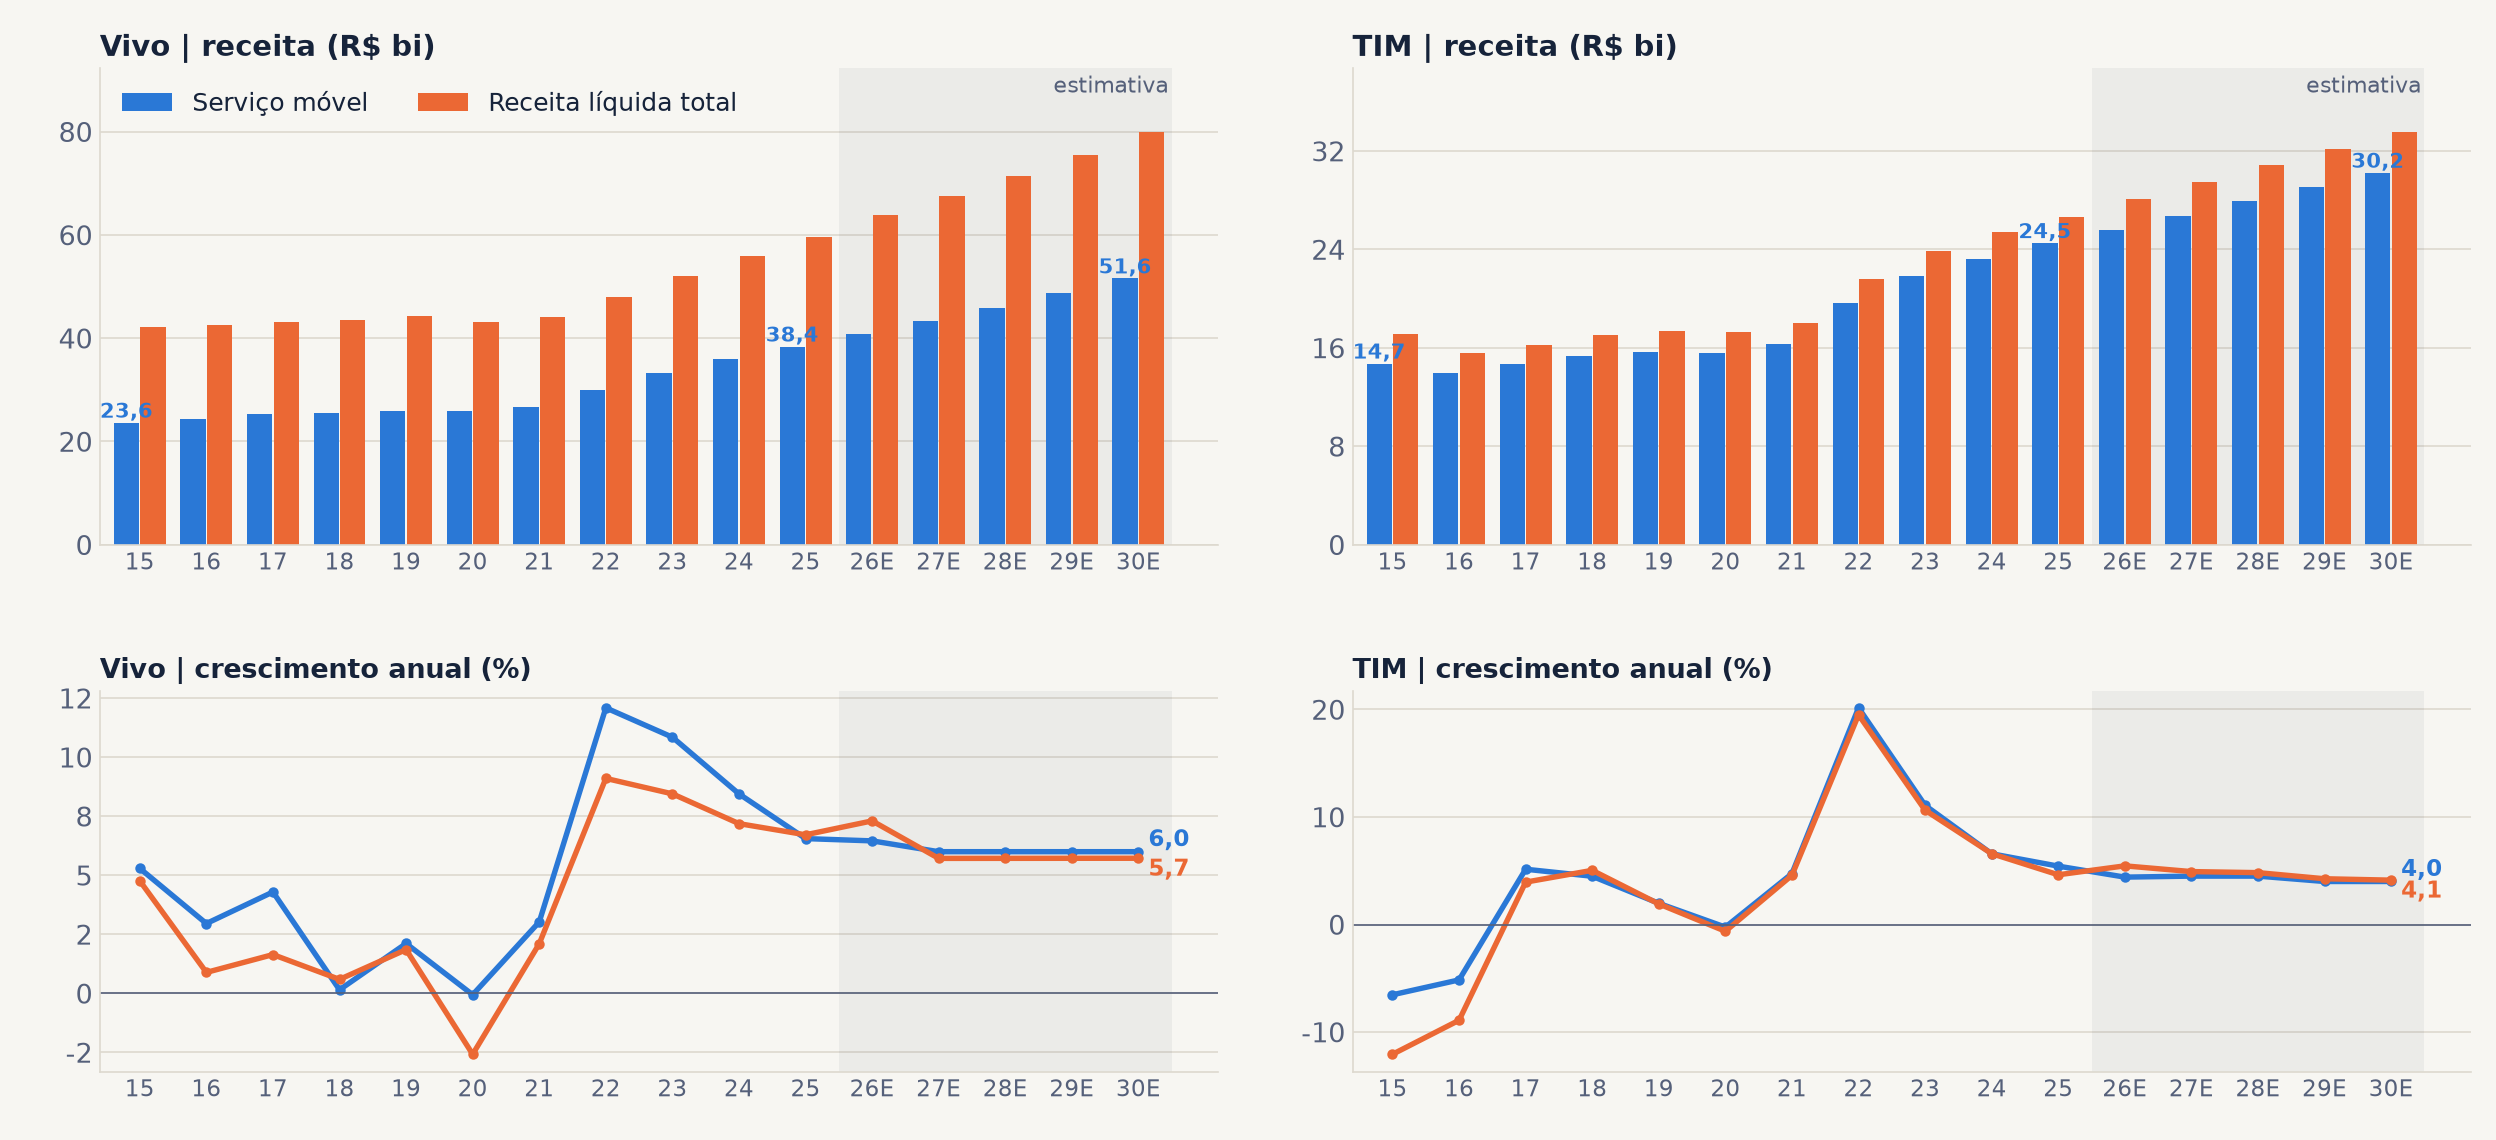 Vivo | receita (R$ bi)
estimativa
Serviço móvel
Receita líquida total
80
60
40
20
0
23,6
38,4
51,6
15 16 17 18 19 20 21 22 23 24 25 26E 27E 28E 29E 30E
TIM | receita (R$ bi)
estimativa
32
24
16
8
0
14,7
24,5
30,2
15 16 17 18 19 20 21 22 23 24 25 26E 27E 28E 29E 30E
Vivo | crescimento anual (%)
12
10
8
5
2
0
-2
6,0
5,7
15 16 17 18 19 20 21 22 23 24 25 26E 27E 28E 29E 30E
TIM | crescimento anual (%)
20
10
0
-10
4,0
4,1
15 16 17 18 19 20 21 22 23 24 25 26E 27E 28E 29E 30E